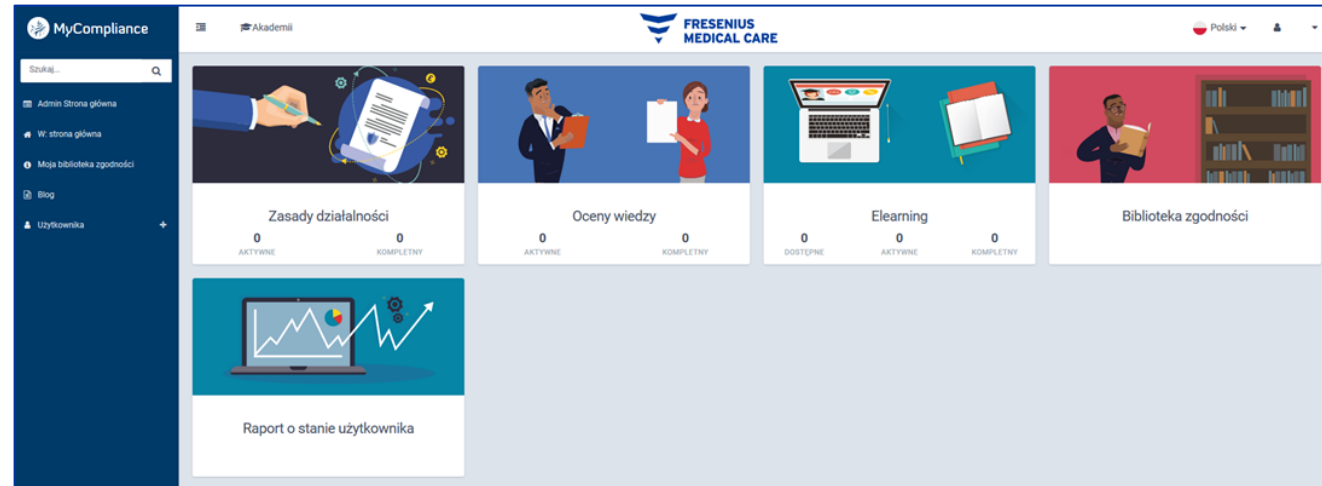 MyCompliance
Akademii
FRESENIUS
MEDICAL CARE
Polski
Szukaj...
Admin Strona główna
W: strona główna
Moja biblioteka zgodności
Blog
Użytkownika
Zasady działalności
0 0
AKTYWNE KOMPLETNY
Oceny wiedzy
0 0
AKTYWNE KOMPLETNY
Elearning
0 0 0
DOSTĘPNE AKTYWNE KOMPLETNY
Biblioteka zgodności
Raport o stanie użytkownika